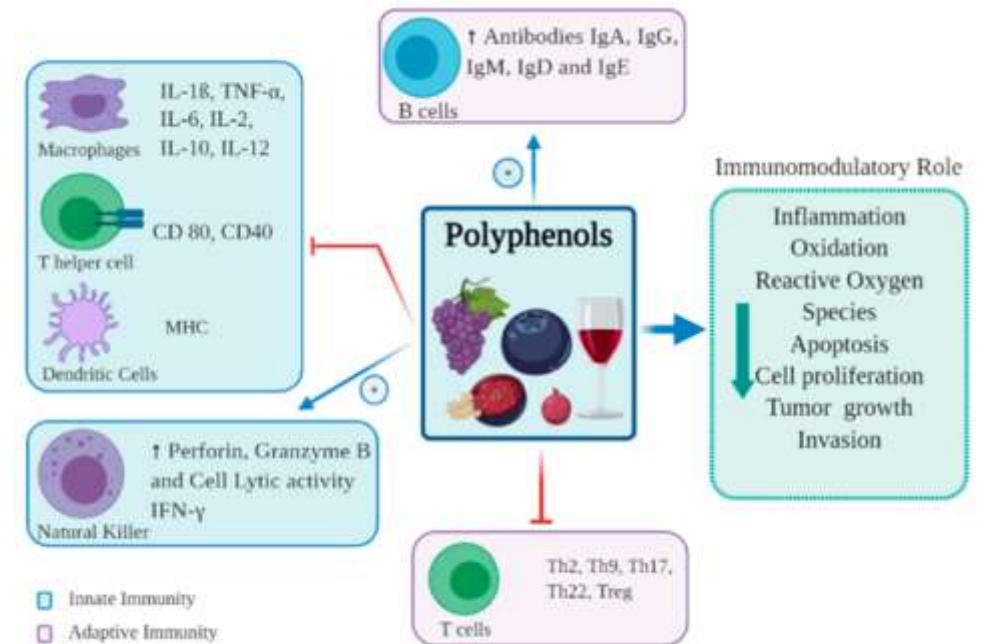 ↑ Antibodies IgA, IgG,
IgM, IgD and IgE
B cells
IL-1ß, TNF-α,
IL-6, IL-2,
IL-10, IL-12
Macrophages
CD 80, CD40
T helper cell
MHC
Dendritic Cells
Polyphenols
Immunomodulatory Role
Inflammation
Oxidation
Reactive Oxygen
Species
Apoptosis
Cell proliferation
Tumor growth
Invasion
↑ Perforin, Granzyme B
and Cell Lytic activity
IFN-γ
Natural Killer
Th2, Th9, Th17,
Th22, Treg
T cells
Innate Immunity
Adaptive Immunity